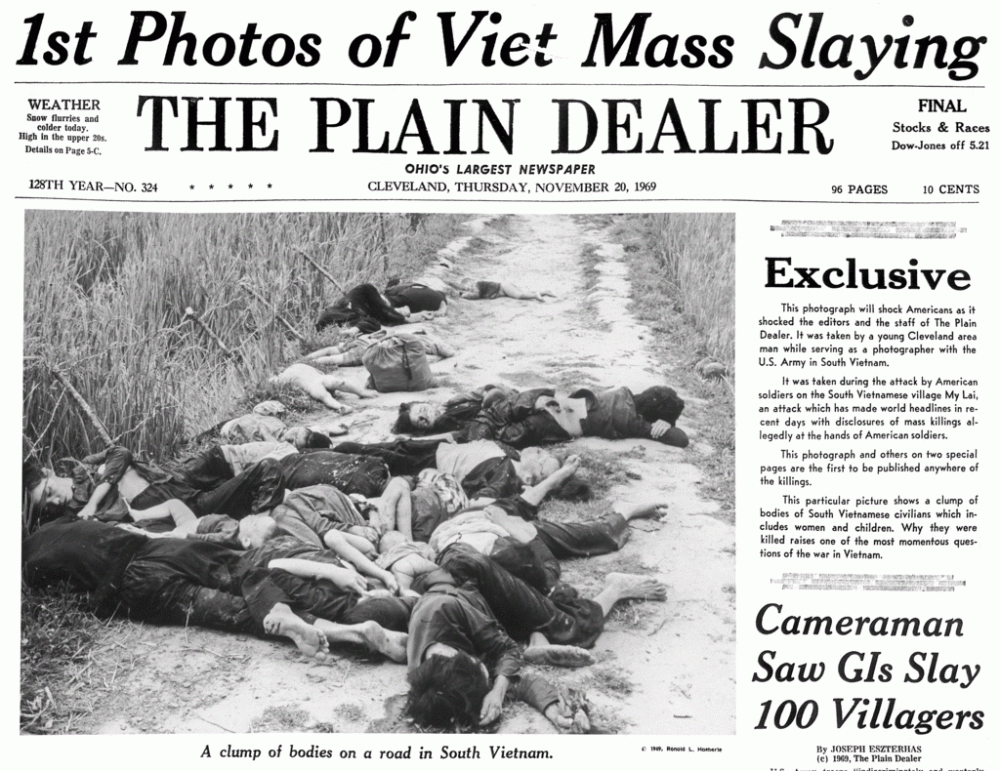 1st Photos of Viet Mass Slaying
WEATHER
Snow flurries and
colder today.
High in the upper 20s.
Details on Page 5-C.
THE PLAIN DEALER
OHIO'S LARGEST NEWSPAPER
FINAL
Stocks & Races
Dow-Jones off 5.21
128TH YEAR—NO. 324
* * * * *
CLEVELAND, THURSDAY, NOVEMBER 20, 1969
96 PAGES
10 CENTS
Exclusive
This photograph will shock Americans as it
shocked the editors and the staff of The Plain
Dealer. It was taken by a young Cleveland area
man while serving as a photographer with the
U.S. Army in South Vietnam.
It was taken during the attack by American
soldiers on the South Vietnamese village My Lai,
an attack which has made world headlines in re-
cent days with disclosures of mass killings al-
legedly at the hands of American soldiers.
This photograph and others on two special
pages are the first to be published anywhere of
the killings.
This particular picture shows a clump of
bodies of South Vietnamese civilians which in-
cludes women and children. Why they were
killed raises one of the most momentous ques-
tions of the war in Vietnam.
Cameraman
Saw GIs Slay
100 Villagers
By JOSEPH ESZTERHAS
(c) 1969, The Plain Dealer
A clump of bodies on a road in South Vietnam.
© 1969, Ronald L.